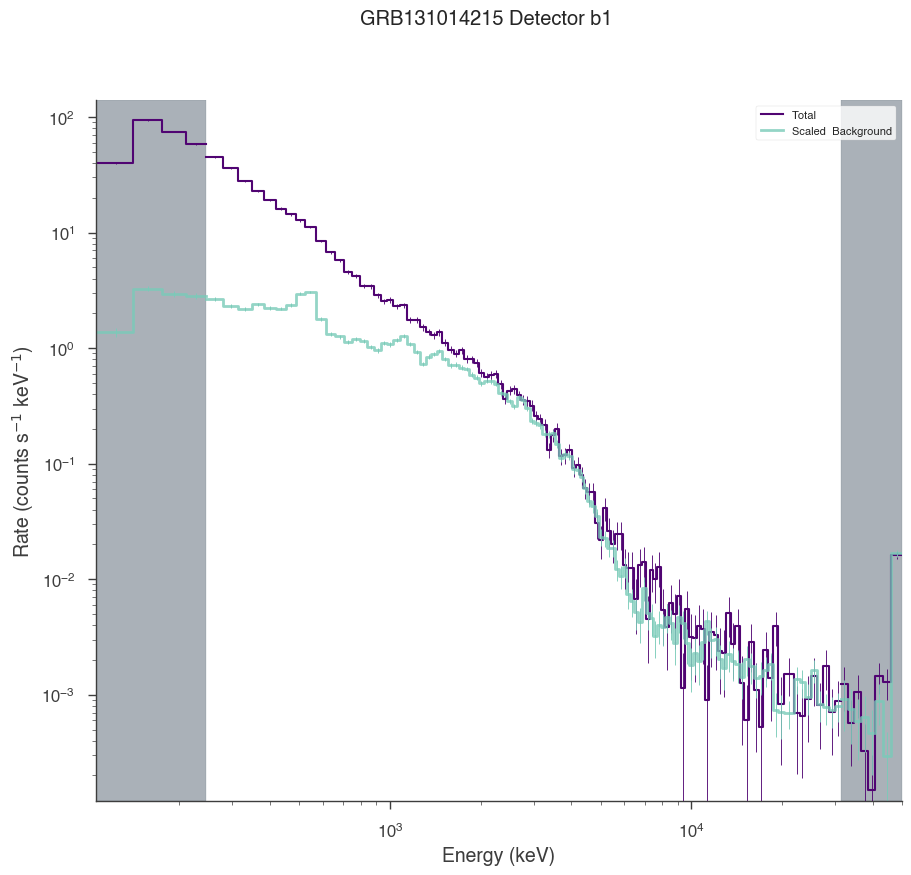 GRB131014215 Detector b1
Total
Scaled Background
10²
10¹
10⁰
10⁻¹
10⁻²
10⁻³
Rate (counts s⁻¹ keV⁻¹)
10³ 10⁴
Energy (keV)